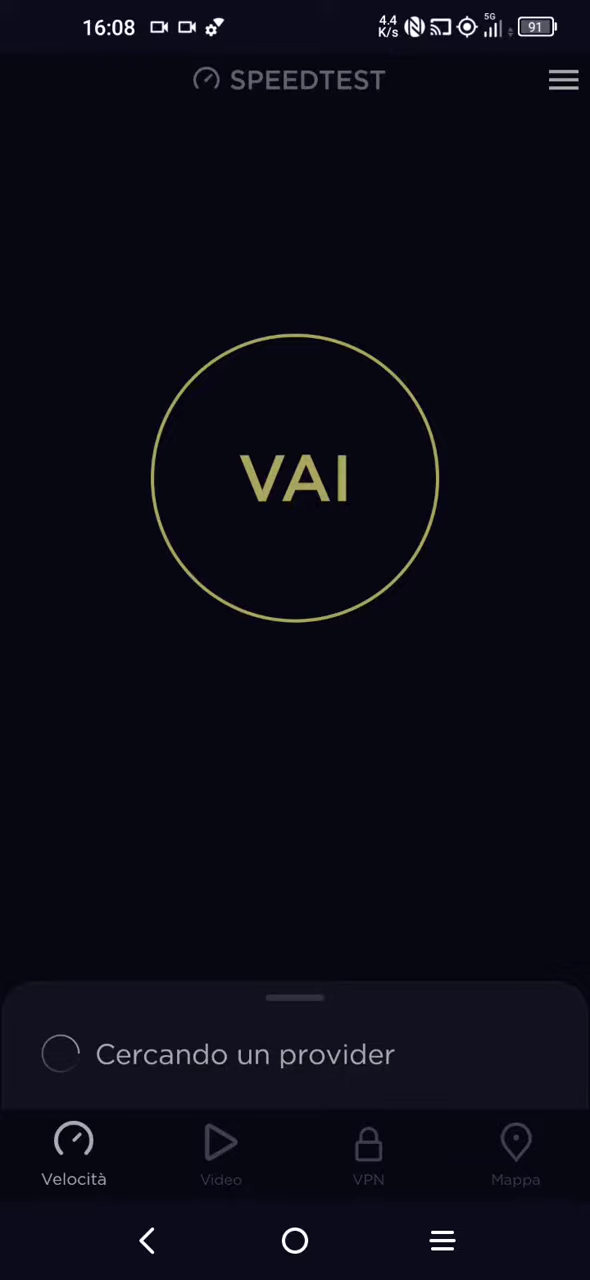 16:08 4.4 K/s 5G 91
SPEEDTEST
VAI
Cercando un provider
Velocità Video VPN Mappa